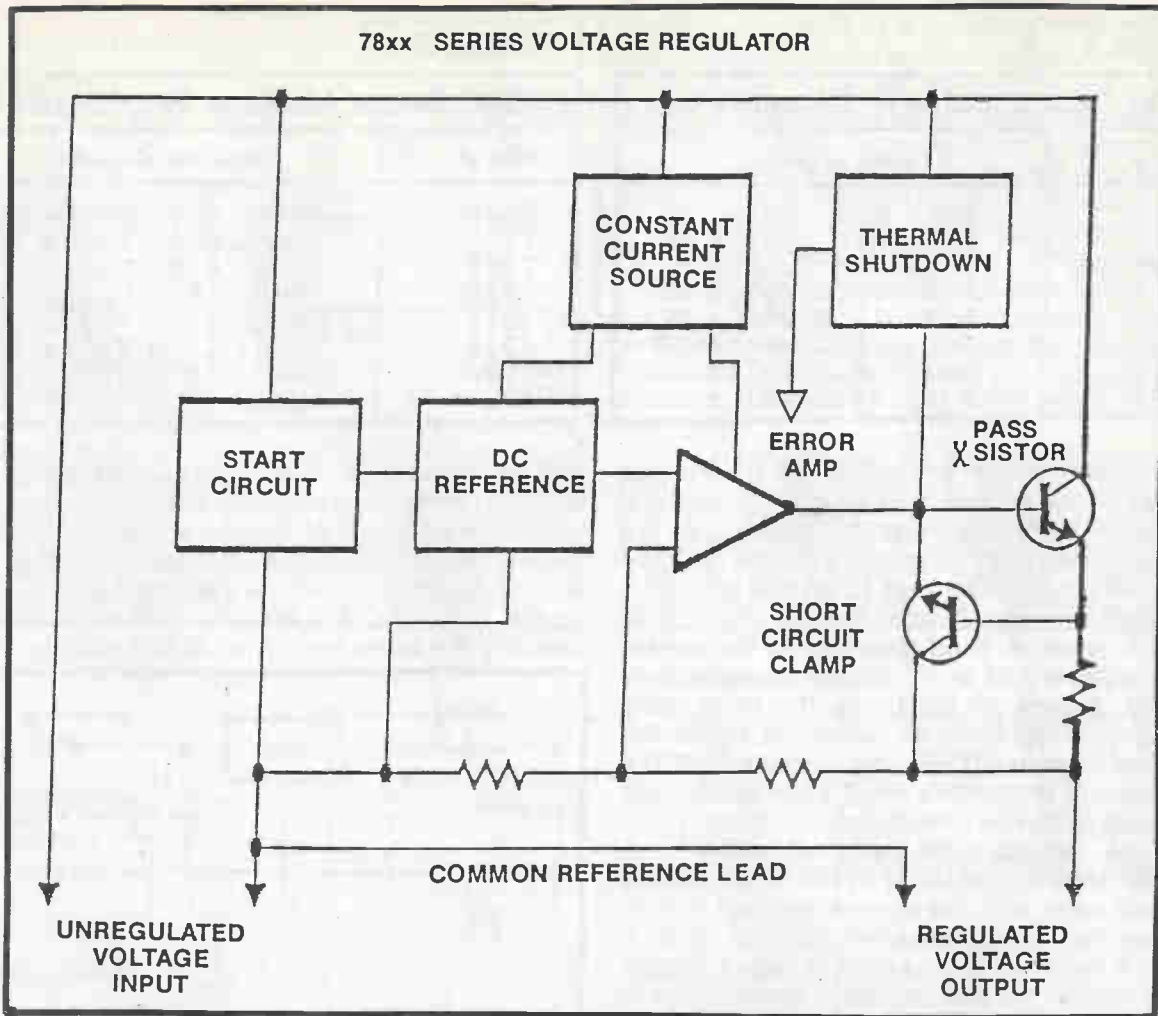 78xx SERIES VOLTAGE REGULATOR
CONSTANT
CURRENT
SOURCE
THERMAL
SHUTDOWN
START
CIRCUIT
DC
REFERENCE
ERROR
AMP
PASS
XSISTOR
SHORT
CIRCUIT
CLAMP
COMMON REFERENCE LEAD
UNREGULATED
VOLTAGE
INPUT
REGULATED
VOLTAGE
OUTPUT